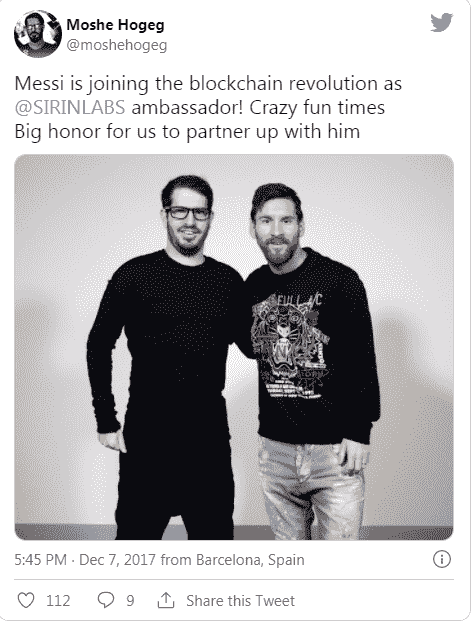 Moshe Hogeg
@moshehogeg
Messi is joining the blockchain revolution as
@SIRINLABS ambassador! Crazy fun times
Big honor for us to partner up with him
FULL
5:45 PM · Dec 7, 2017 from Barcelona, Spain
112 9 Share this Tweet